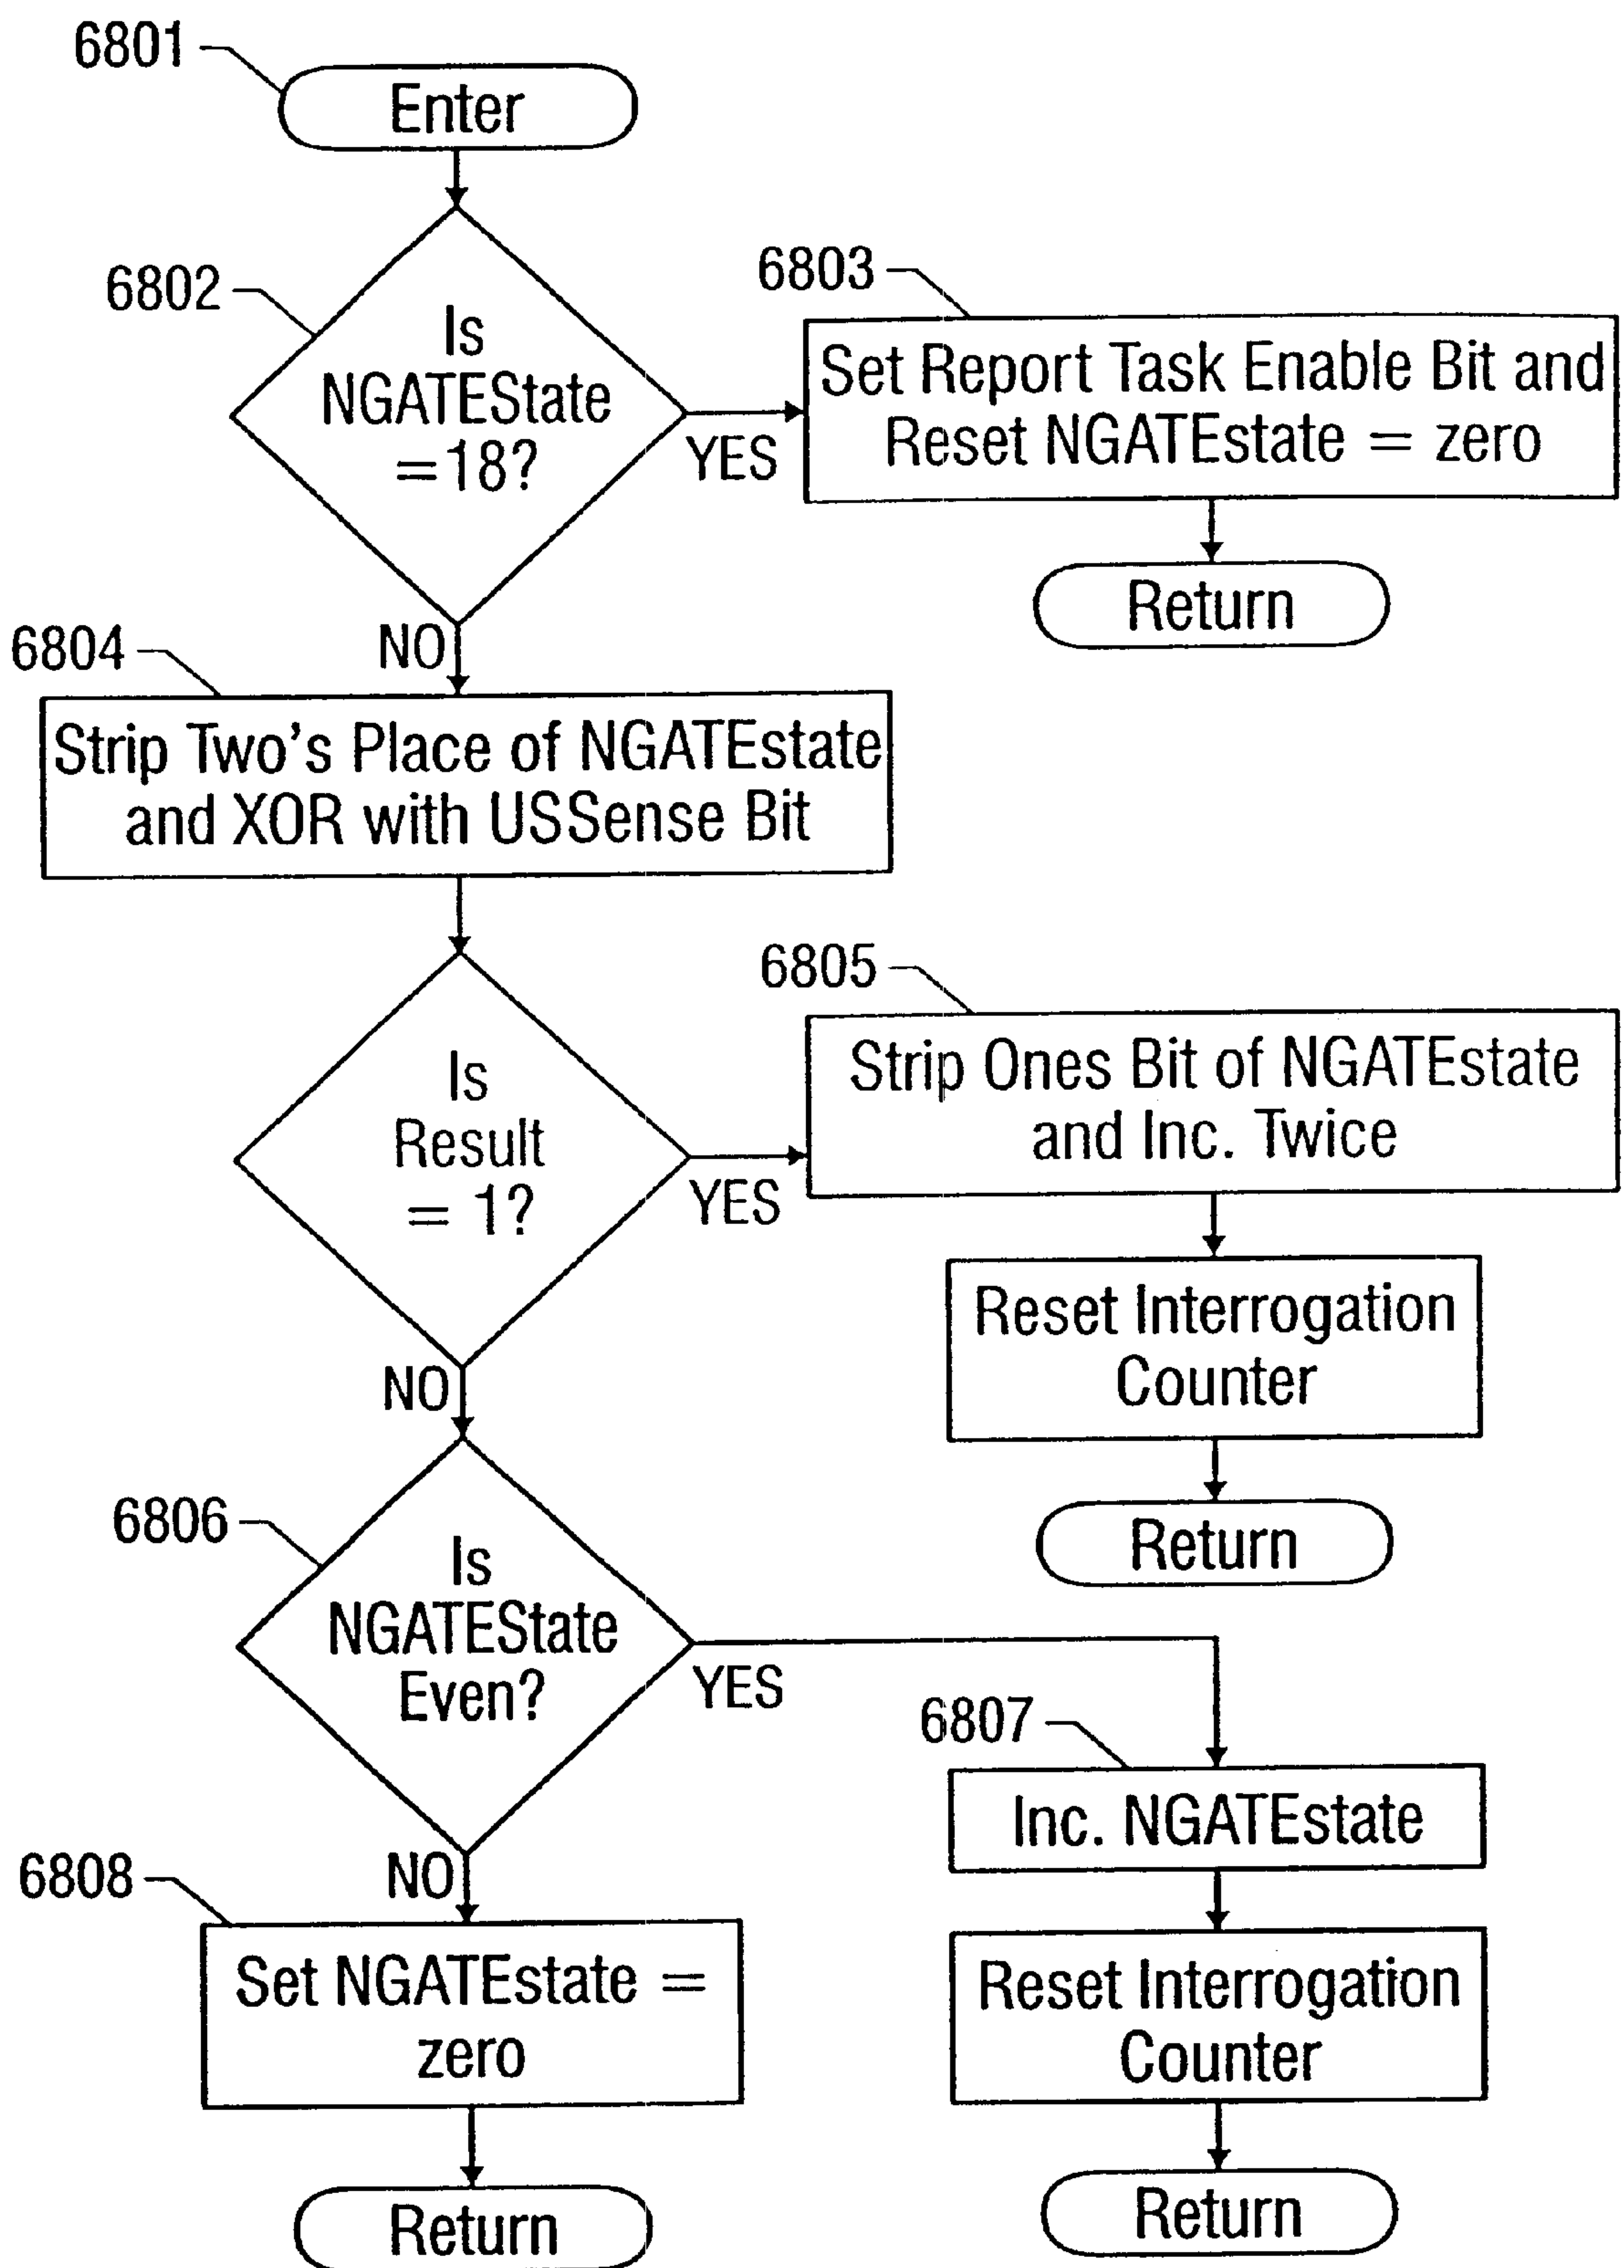 6801
Enter
6802
Is
NGATEState
=18?
YES
6803
Set Report Task Enable Bit and
Reset NGATEstate = zero
Return
NO
6804
Strip Two's Place of NGATEstate
and XOR with USSense Bit
Is
Result
= 1?
YES
6805
Strip Ones Bit of NGATEstate
and Inc. Twice
Reset Interrogation
Counter
Return
NO
6806
Is
NGATEState
Even?
YES
6807
Inc. NGATEstate
Reset Interrogation
Counter
Return
NO
6808
Set NGATEstate =
zero
Return